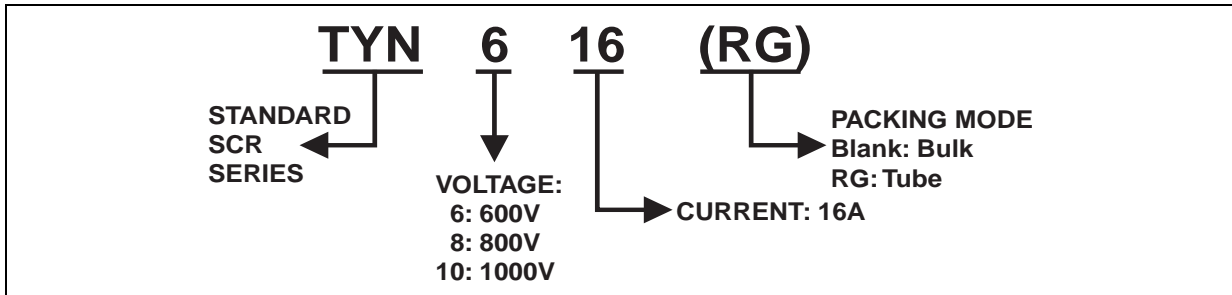 TYN 6 16 (RG)
STANDARD
SCR
SERIES
VOLTAGE:
6: 600V
8: 800V
10: 1000V
CURRENT: 16A
PACKING MODE
Blank: Bulk
RG: Tube